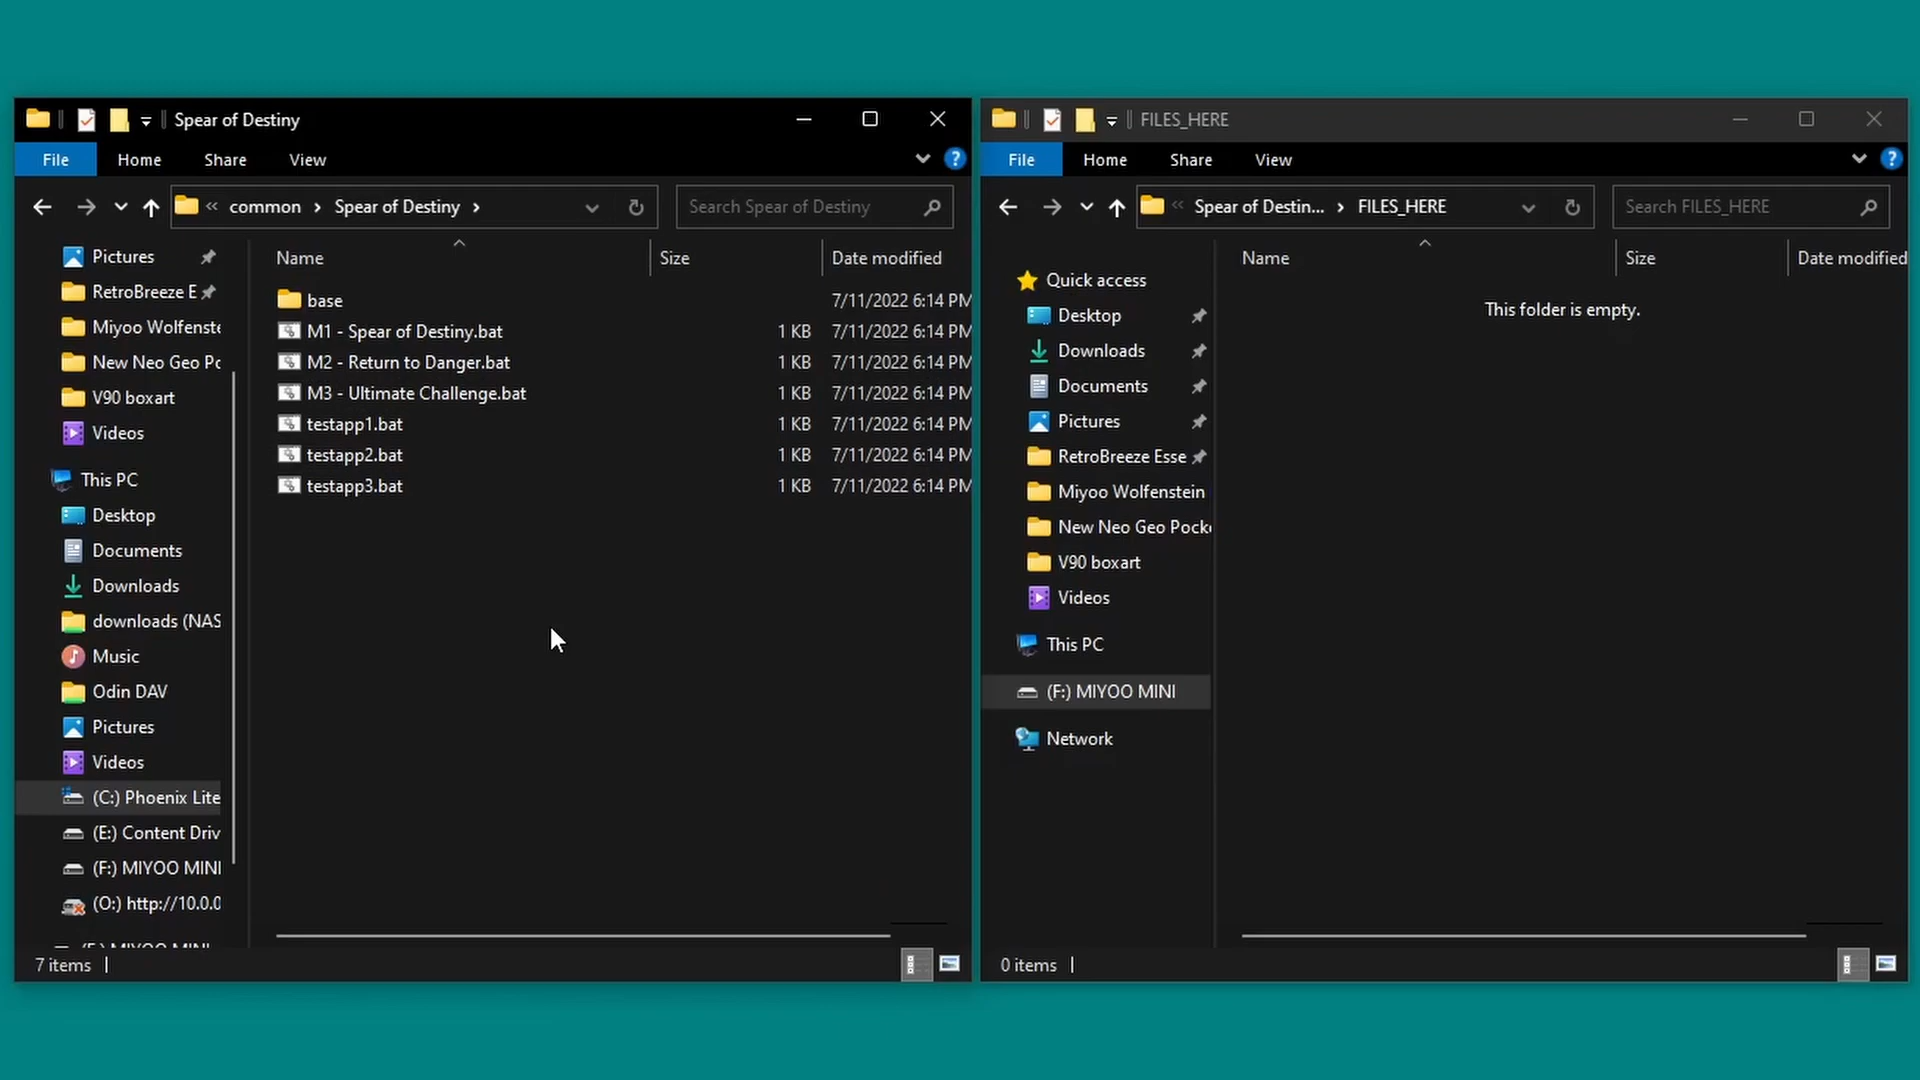 Spear of Destiny
File Home Share View
« common › Spear of Destiny ›
Search Spear of Destiny
Name Size Date modified
Pictures
RetroBreeze E
Miyoo Wolfenste
New Neo Geo Po
V90 boxart
Videos
This PC
Desktop
Documents
Downloads
downloads (NAS
Music
Odin DAV
Pictures
Videos
(C:) Phoenix Lite
(E:) Content Driv
(F:) MIYOO MINI
(O:) http://10.0.0
base 7/11/2022 6:14 PM
M1 - Spear of Destiny.bat 1 KB 7/11/2022 6:14 PM
M2 - Return to Danger.bat 1 KB 7/11/2022 6:14 PM
M3 - Ultimate Challenge.bat 1 KB 7/11/2022 6:14 PM
testapp1.bat 1 KB 7/11/2022 6:14 PM
testapp2.bat 1 KB 7/11/2022 6:14 PM
testapp3.bat 1 KB 7/11/2022 6:14 PM
7 items
FILES_HERE
File Home Share View
« Spear of Destin... › FILES_HERE
Search FILES_HERE
Name Size Date modified
Quick access
Desktop
Downloads
Documents
Pictures
RetroBreeze Esse
Miyoo Wolfenstein
New Neo Geo Pocke
V90 boxart
Videos
This PC
(F:) MIYOO MINI
Network
This folder is empty.
0 items